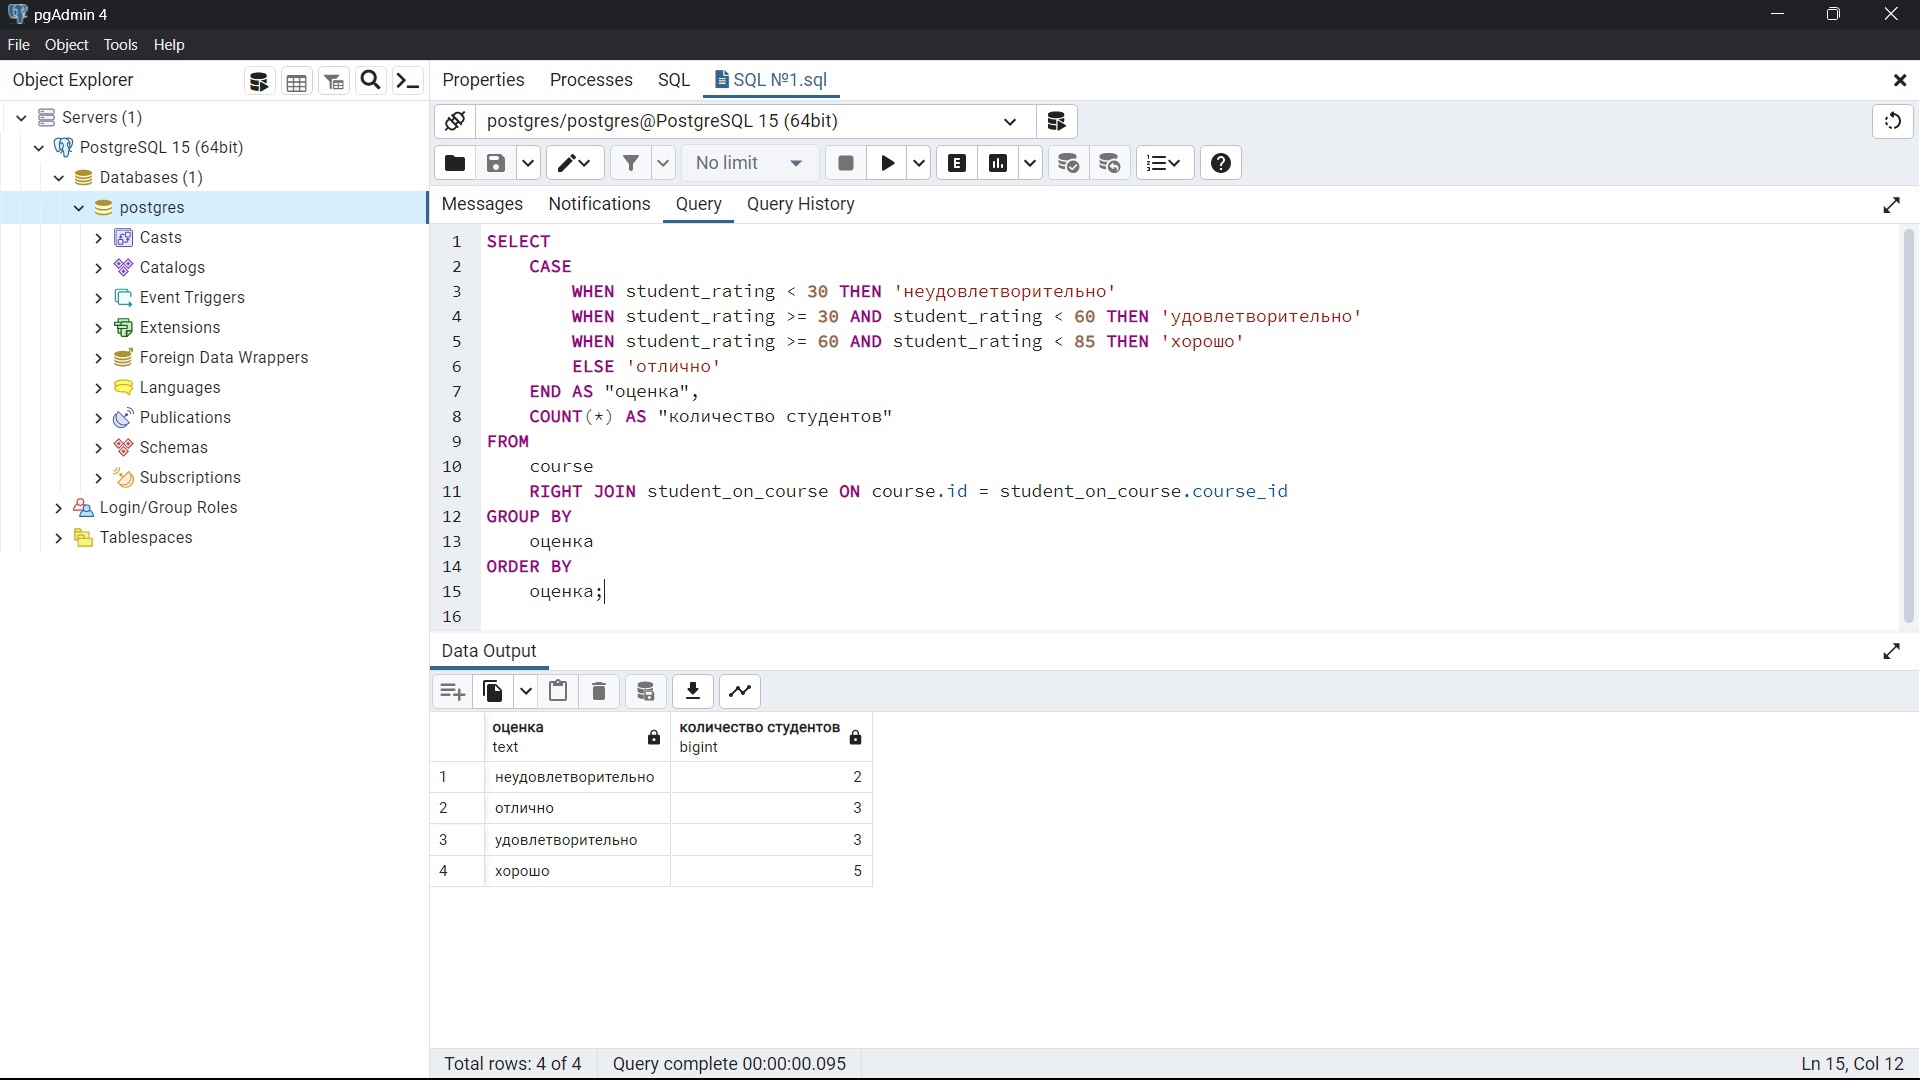 pgAdmin 4
File Object Tools Help
Object Explorer
Properties Processes SQL SQL №1.sql
Servers (1)
PostgreSQL 15 (64bit)
Databases (1)
postgres
Casts
Catalogs
Event Triggers
Extensions
Foreign Data Wrappers
Languages
Publications
Schemas
Subscriptions
Login/Group Roles
Tablespaces
postgres/postgres@PostgreSQL 15 (64bit)
No limit
E
Messages Notifications Query Query History
1 SELECT
2 CASE
3 WHEN student_rating < 30 THEN 'неудовлетворительно'
4 WHEN student_rating >= 30 AND student_rating < 60 THEN 'удовлетворительно'
5 WHEN student_rating >= 60 AND student_rating < 85 THEN 'хорошо'
6 ELSE 'отлично'
7 END AS "оценка",
8 COUNT(*) AS "количество студентов"
9 FROM
10 course
11 RIGHT JOIN student_on_course ON course.id = student_on_course.course_id
12 GROUP BY
13 оценка
14 ORDER BY
15 оценка;
16
Data Output
оценка количество студентов
text bigint
1 неудовлетворительно 2
2 отлично 3
3 удовлетворительно 3
4 хорошо 5
Total rows: 4 of 4 Query complete 00:00:00.095 Ln 15, Col 12